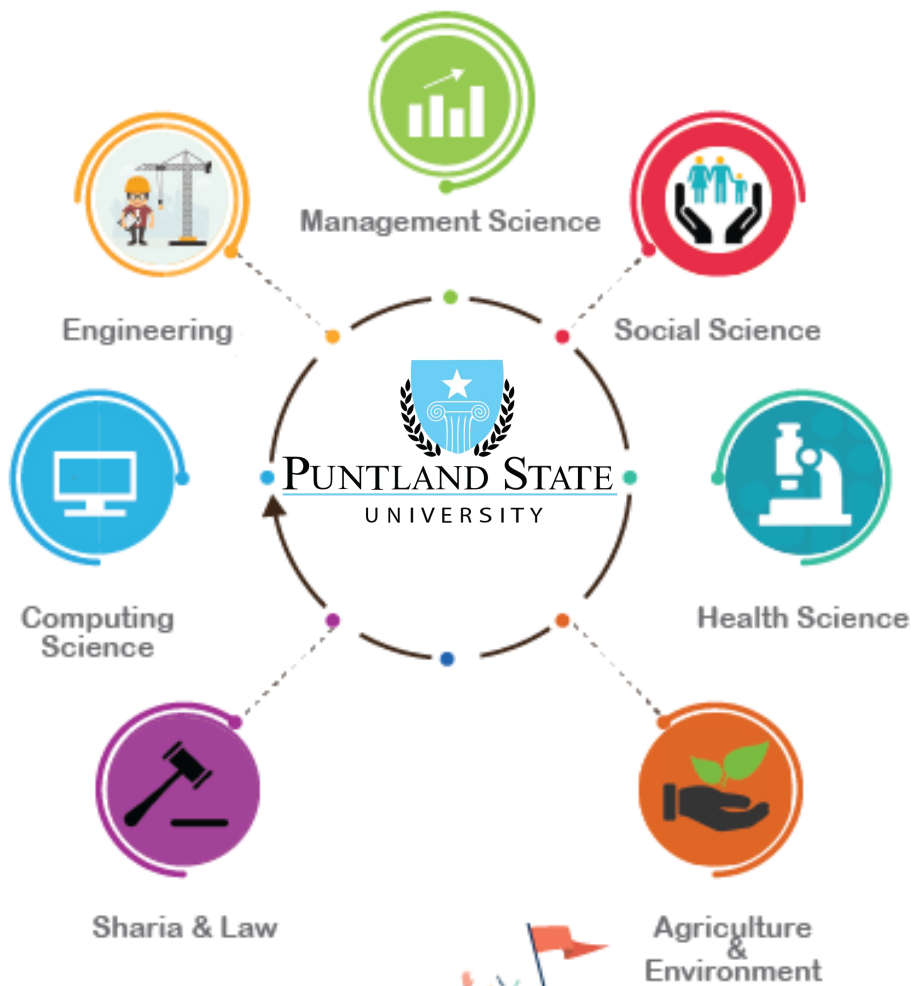 Management Science
Engineering
Social Science
PUNTLAND STATE
UNIVERSITY
Computing
Science
Health Science
Sharia & Law
Agriculture
&
Environment